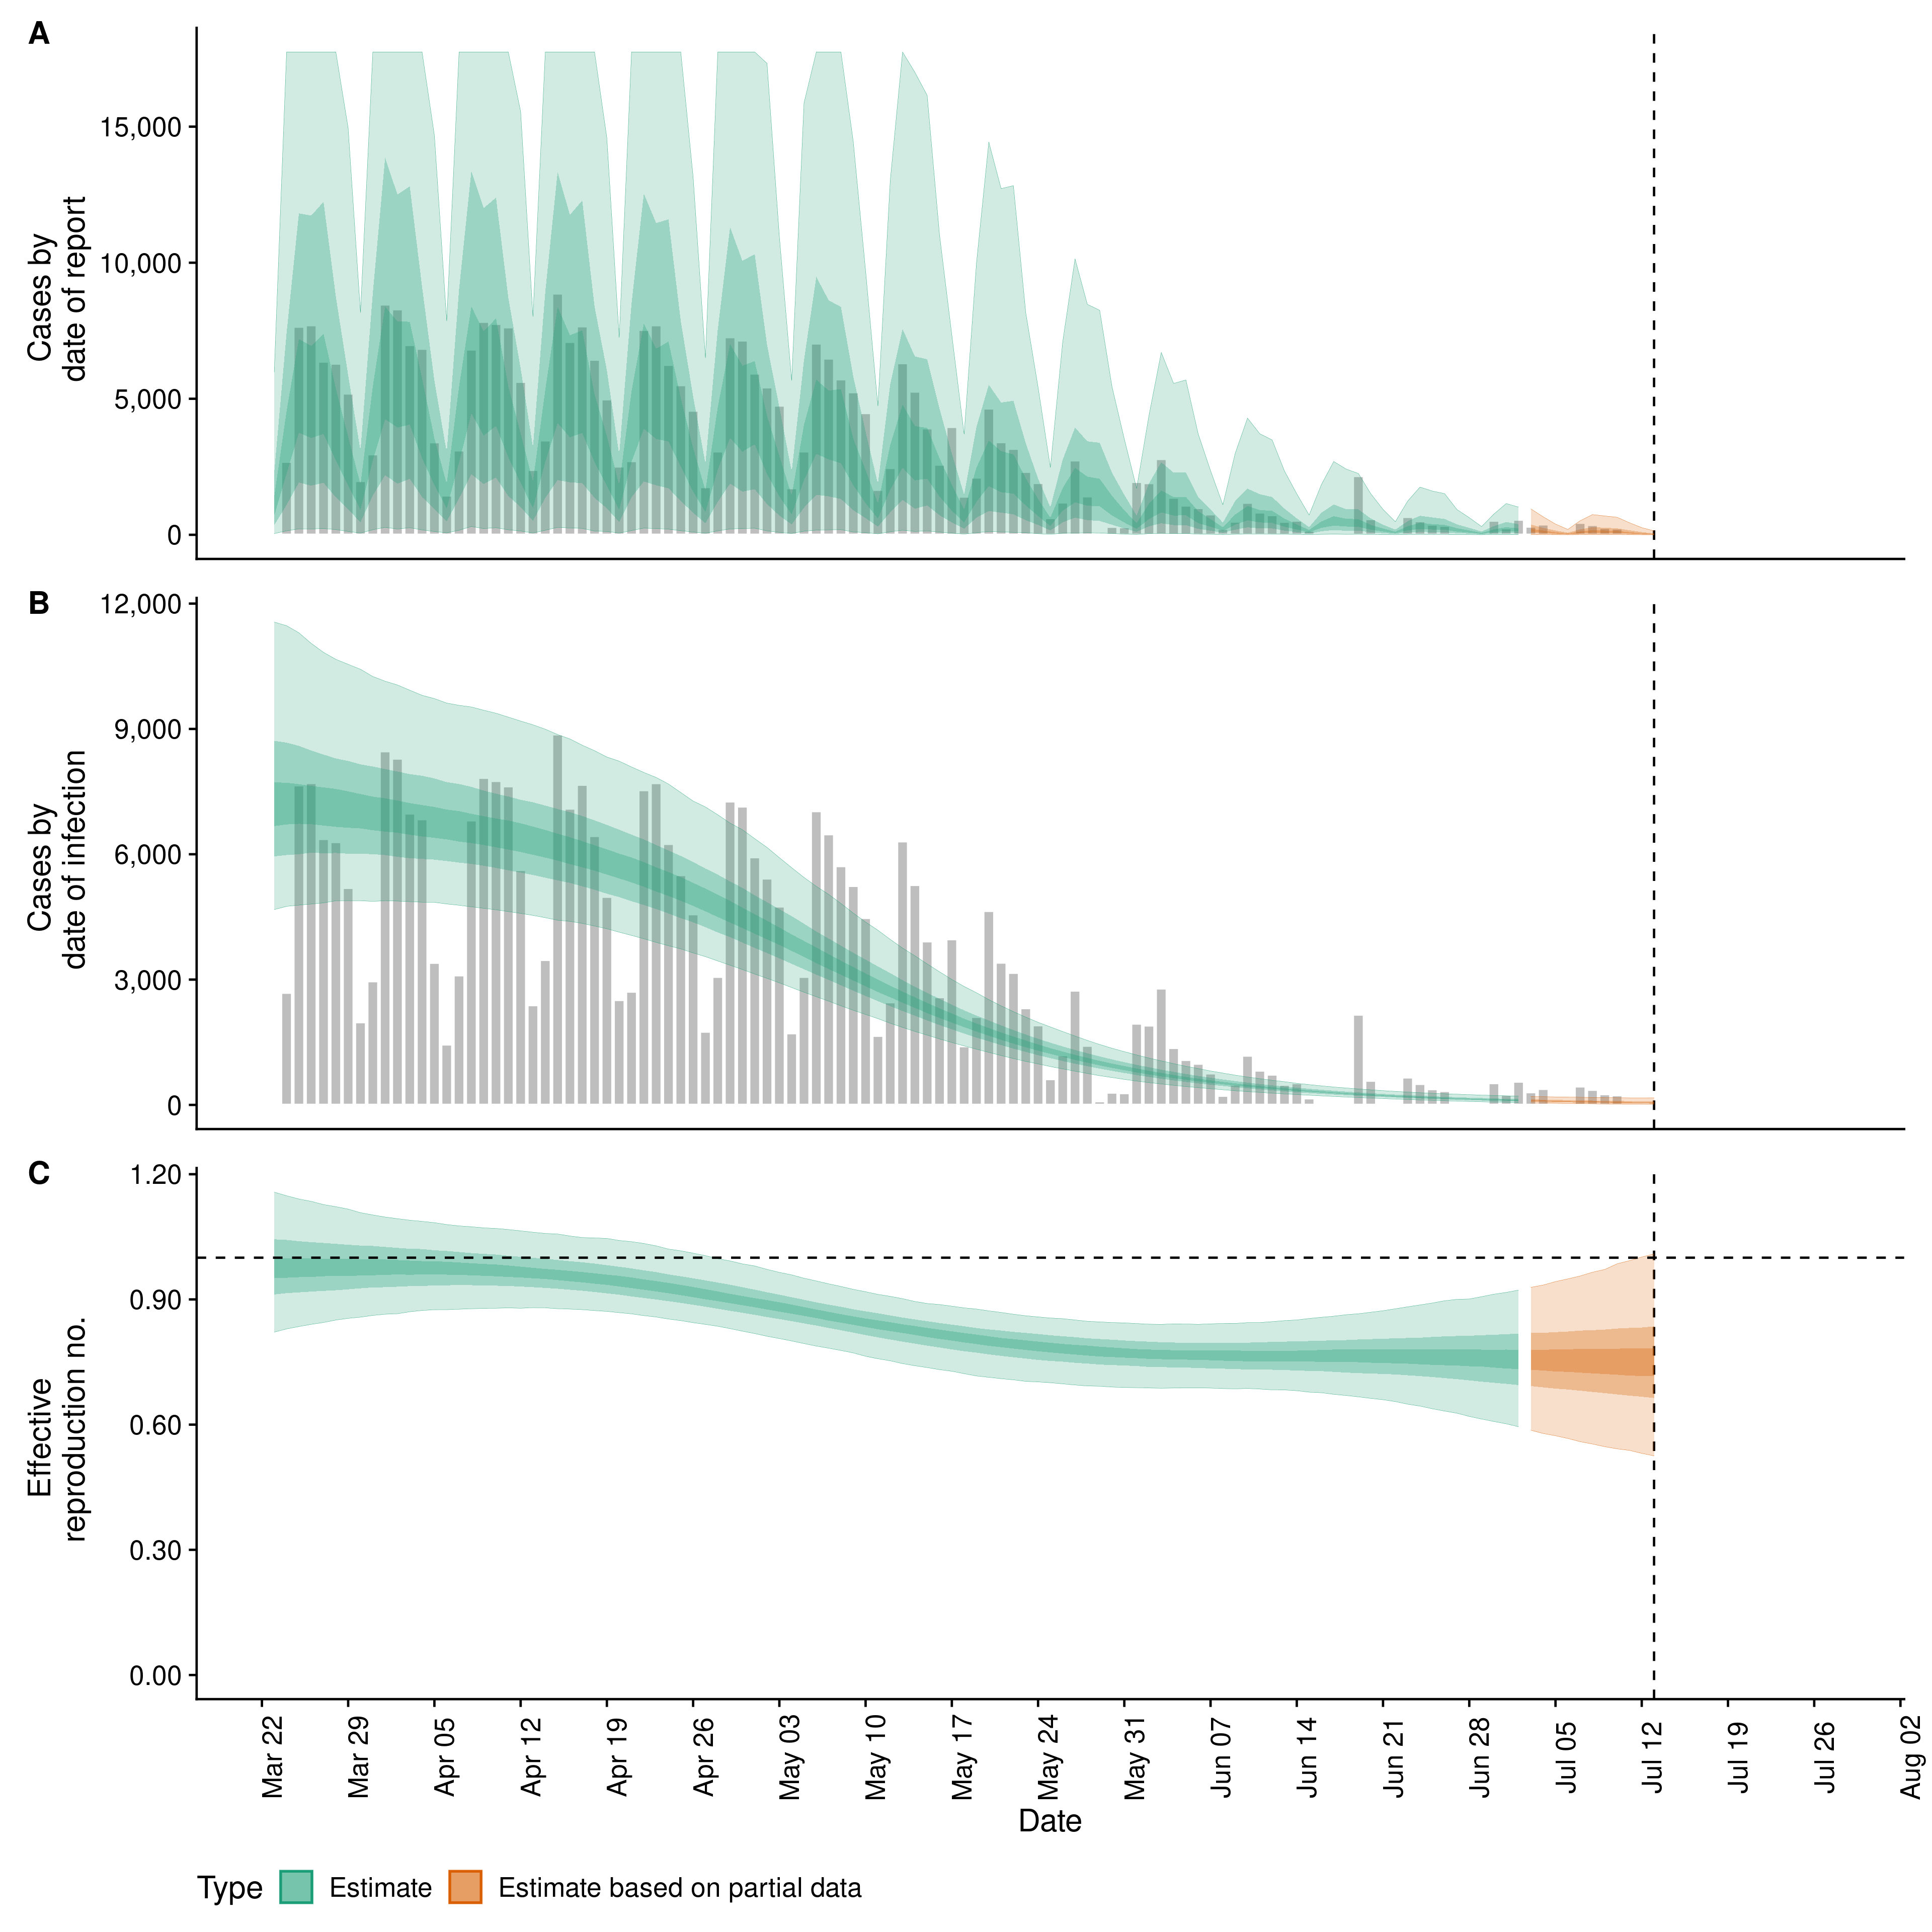 A
Cases by
date of report
15,000
10,000
5,000
0
B
Cases by
date of infection
12,000
9,000
6,000
3,000
0
C
Effective
reproduction no.
1.20
0.90
0.60
0.30
0.00
Mar 22
Mar 29
Apr 05
Apr 12
Apr 19
Apr 26
May 03
May 10
May 17
May 24
May 31
Jun 07
Jun 14
Jun 21
Jun 28
Jul 05
Jul 12
Jul 19
Jul 26
Aug 02
Date
Type
Estimate
Estimate based on partial data